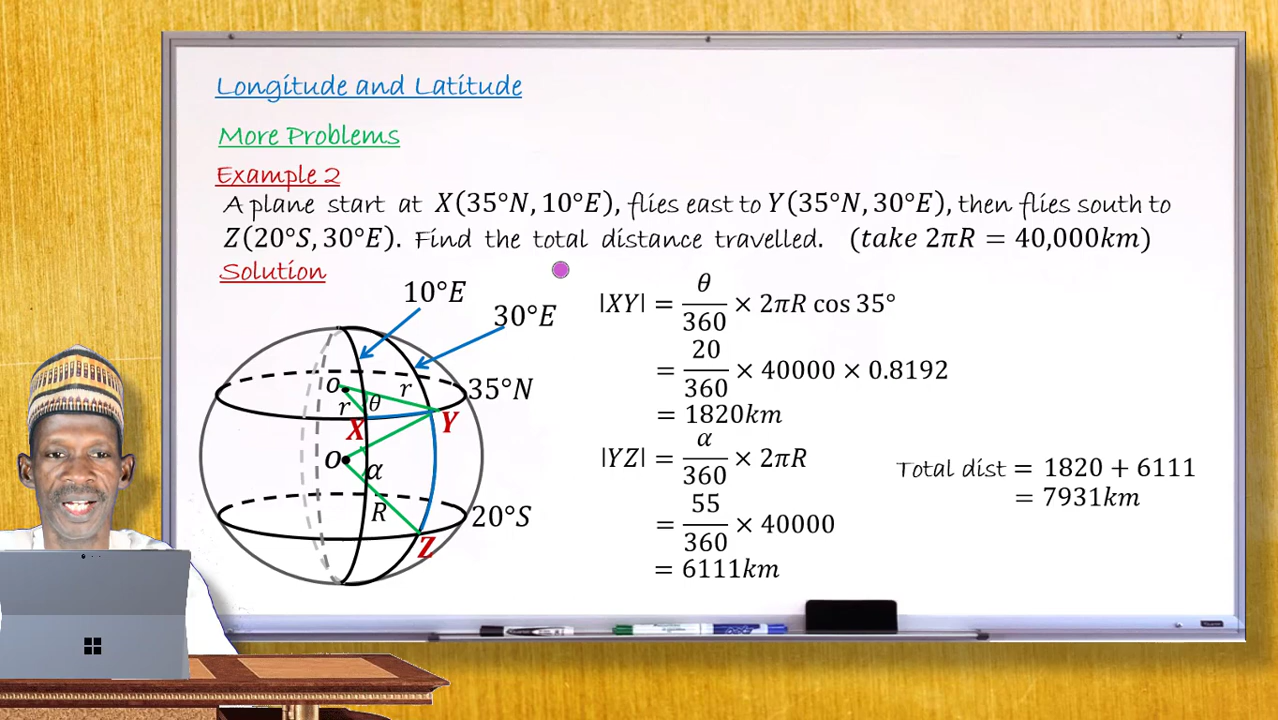 Longitude and Latitude
More Problems
Example 2
A plane start at X(35°N, 10°E), flies east to Y(35°N, 30°E), then flies south to
Z(20°S, 30°E). Find the total distance travelled. (take 2πR = 40,000km)
Solution
10°E
30°E
35°N
O
r
r
θ
X
Y
O
α
R
20°S
Z
|XY| = θ/360 × 2πR cos 35°
= 20/360 × 40000 × 0.8192
= 1820km
|YZ| = α/360 × 2πR
= 55/360 × 40000
= 6111km
Total dist = 1820 + 6111
= 7931km